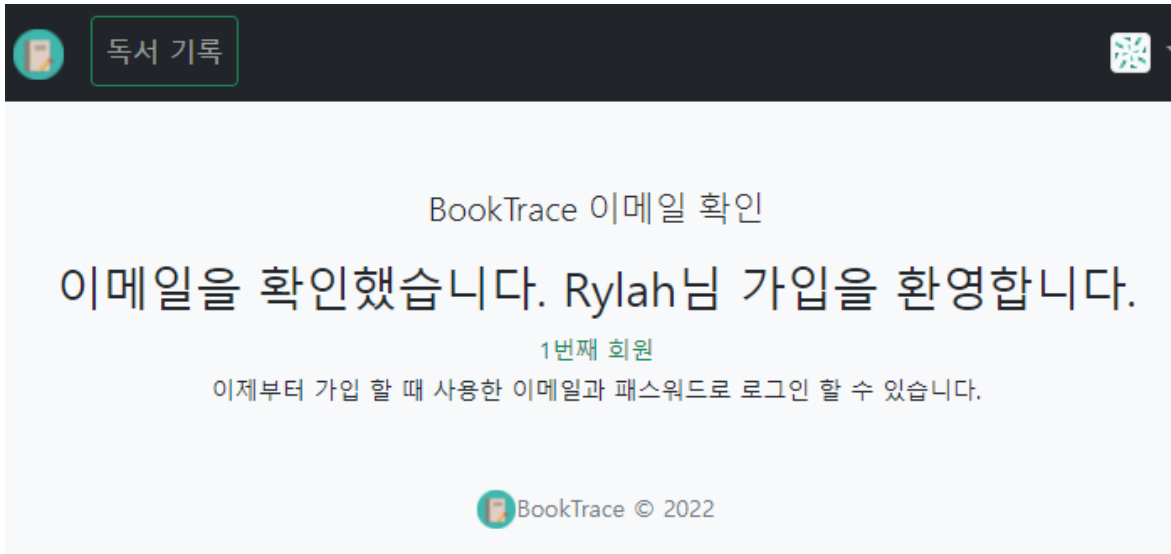 독서 기록
BookTrace 이메일 확인
이메일을 확인했습니다. Rylah님 가입을 환영합니다.
1번째 회원
이제부터 가입 할 때 사용한 이메일과 패스워드로 로그인 할 수 있습니다.
BookTrace © 2022